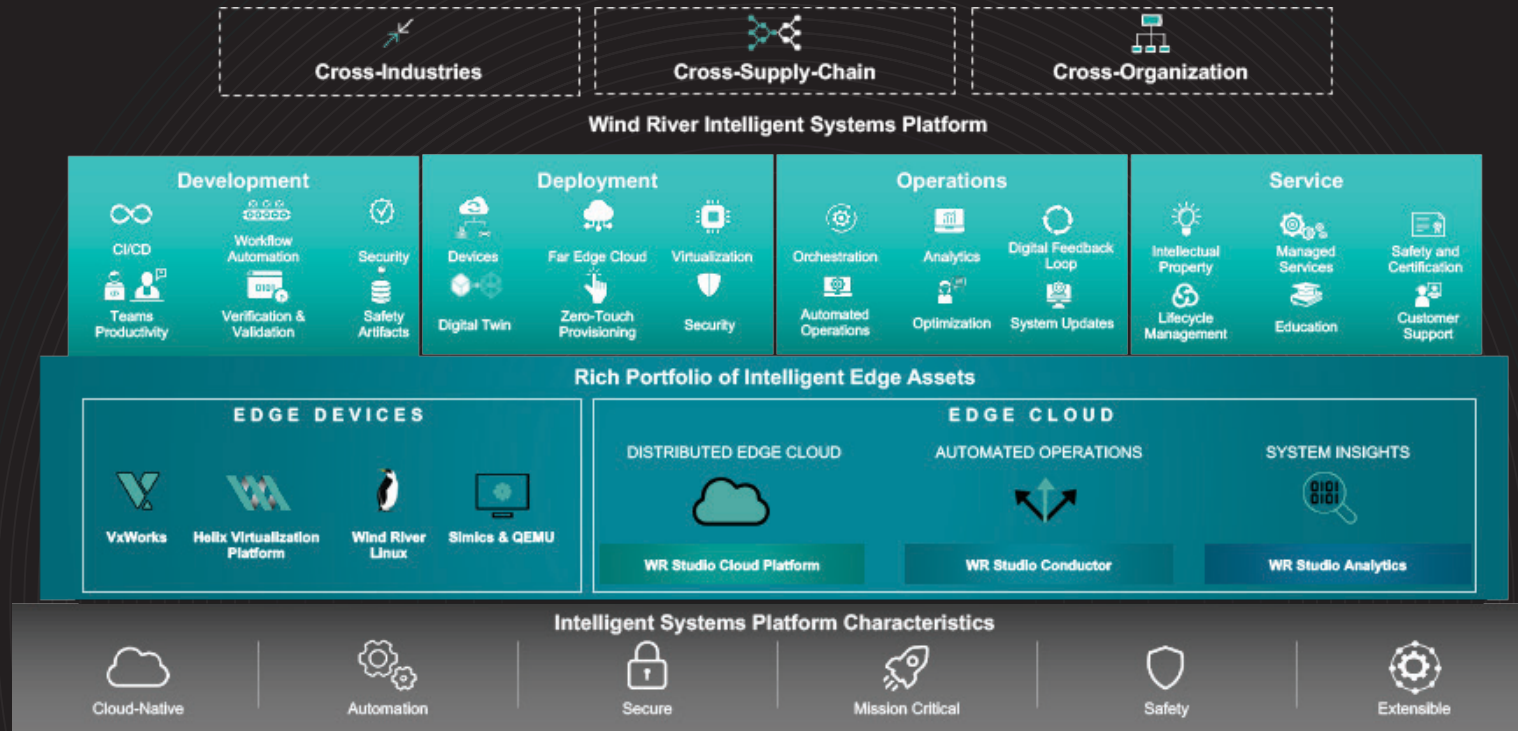 Cross-Industries
Cross-Supply-Chain
Cross-Organization
Wind River Intelligent Systems Platform
Development
CI/CD
Workflow
Automation
Security
Teams
Productivity
0101
Verification &
Validation
Safety
Artifacts
Deployment
Devices
Far Edge Cloud
Virtualization
Digital Twin
Zero-Touch
Provisioning
Security
Operations
Orchestration
Analytics
Digital Feedback
Loop
Automated
Operations
Optimization
System Updates
Service
Intellectual
Property
Managed
Services
Safety and
Certification
Lifecycle
Management
Education
Customer
Support
Rich Portfolio of Intelligent Edge Assets
EDGE DEVICES
VxWorks
Helix Virtualization
Platform
Wind River
Linux
Simics & QEMU
EDGE CLOUD
DISTRIBUTED EDGE CLOUD
WR Studio Cloud Platform
AUTOMATED OPERATIONS
WR Studio Conductor
SYSTEM INSIGHTS
0101
0101
WR Studio Analytics
Intelligent Systems Platform Characteristics
Cloud-Native
Automation
Secure
Mission Critical
Safety
Extensible